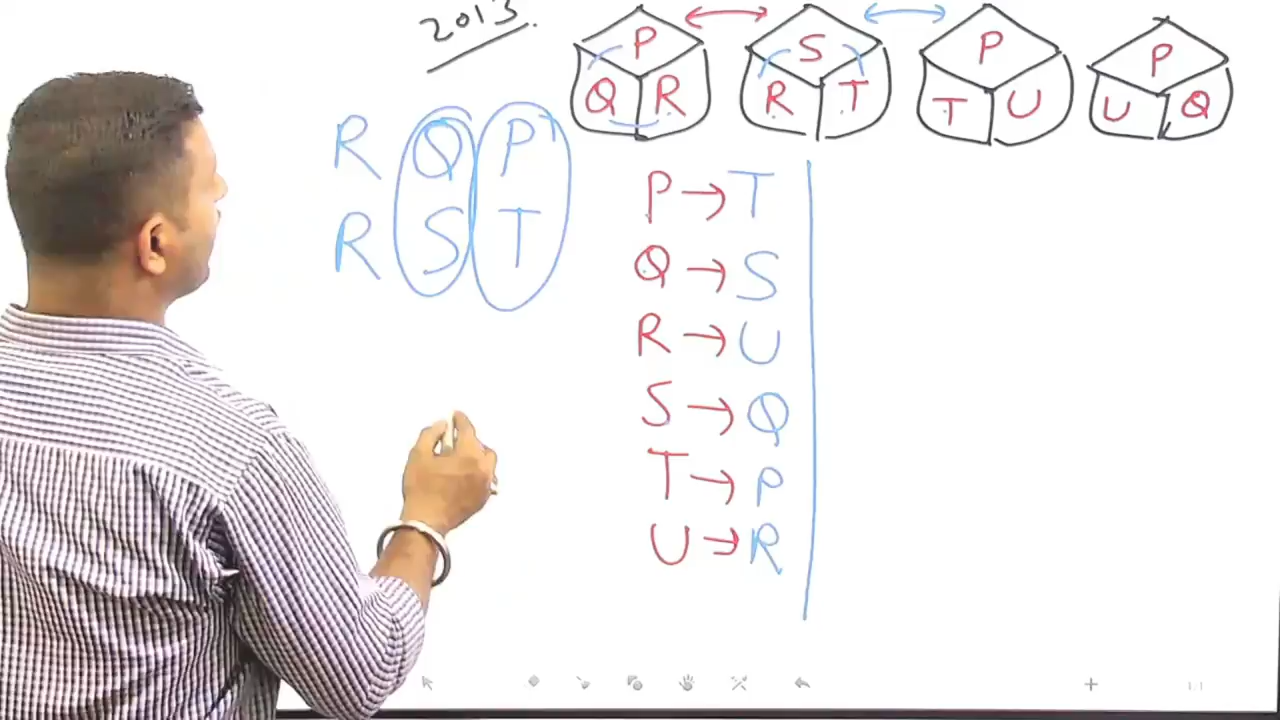 2013.
P S P P
Q R R T T U U Q
R Q P
R S T
P → T
Q → S
R → U
S → Q
T → P
U → R